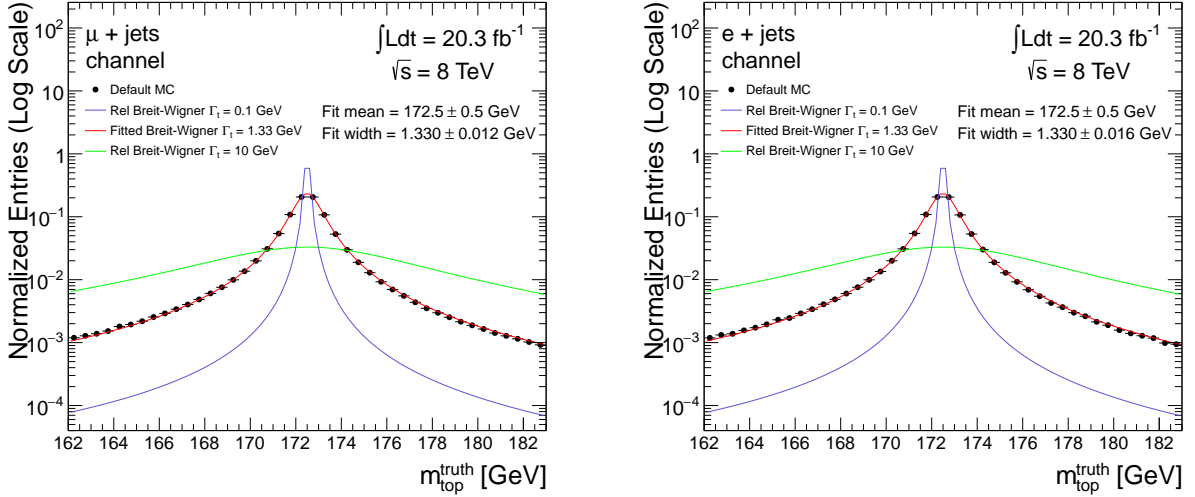 Normalized Entries (Log Scale)
10²
10
1
10⁻¹
10⁻²
10⁻³
10⁻⁴
μ + jets
channel
∫Ldt = 20.3 fb⁻¹
√s = 8 TeV
Default MC
Rel Breit-Wigner Γₜ = 0.1 GeV
Fitted Breit-Wigner Γₜ = 1.33 GeV
Rel Breit-Wigner Γₜ = 10 GeV
Fit mean = 172.5 ± 0.5 GeV
Fit width = 1.330 ± 0.012 GeV
162 164 166 168 170 172 174 176 178 180 182
m_top^truth [GeV]
Normalized Entries (Log Scale)
10²
10
1
10⁻¹
10⁻²
10⁻³
10⁻⁴
e + jets
channel
∫Ldt = 20.3 fb⁻¹
√s = 8 TeV
Default MC
Rel Breit-Wigner Γₜ = 0.1 GeV
Fitted Breit-Wigner Γₜ = 1.33 GeV
Rel Breit-Wigner Γₜ = 10 GeV
Fit mean = 172.5 ± 0.5 GeV
Fit width = 1.330 ± 0.016 GeV
162 164 166 168 170 172 174 176 178 180 182
m_top^truth [GeV]